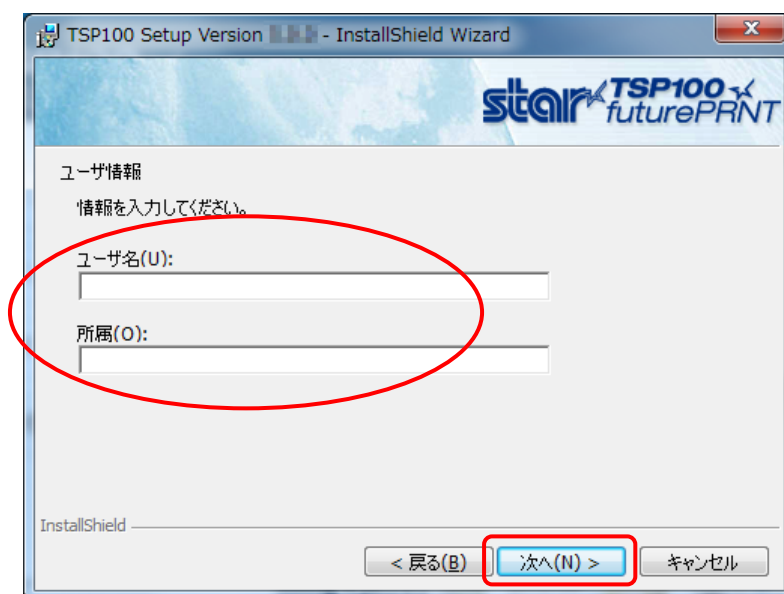 TSP100 Setup Version - InstallShield Wizard
star TSP100
futurePRNT
ユーザ情報
情報を入力してください。
ユーザ名(U):
所属(O):
InstallShield
< 戻る(B) 次へ(N) > キャンセル